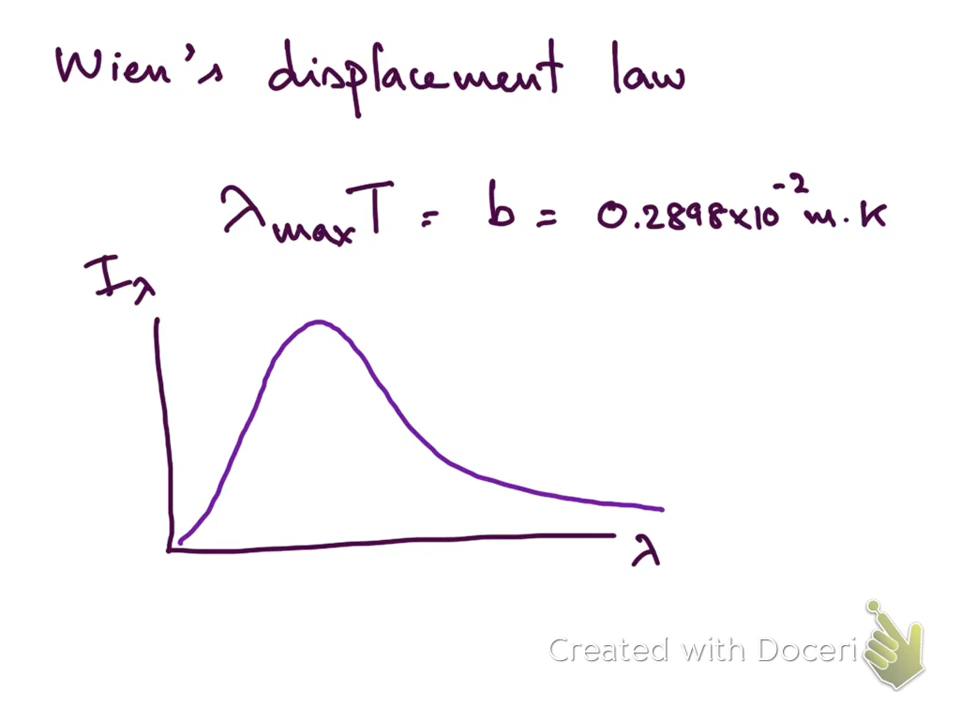 Wien's displacement law
λmaxT = b = 0.2898×10⁻² m·K
Iλ
λ
Created with Doceri